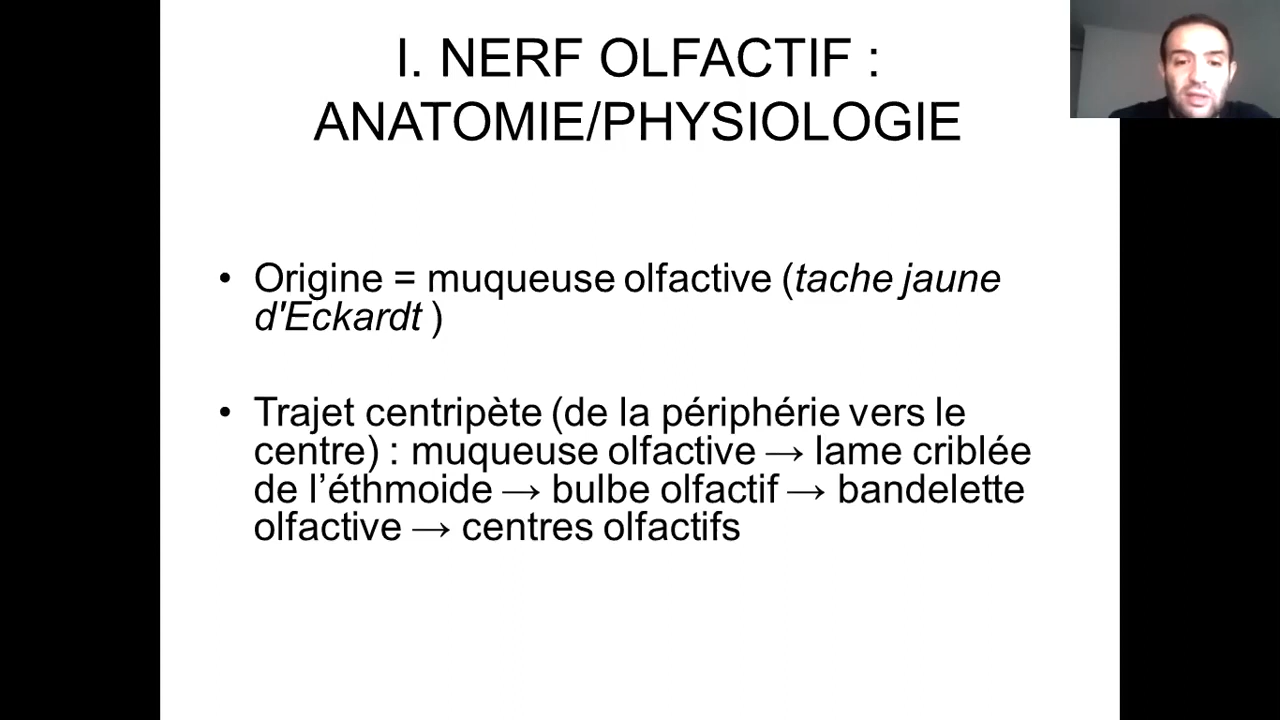 I. NERF OLFACTIF :
ANATOMIE/PHYSIOLOGIE
• Origine = muqueuse olfactive (tache jaune
d'Eckardt )
• Trajet centripète (de la périphérie vers le
centre) : muqueuse olfactive → lame criblée
de l’éthmoide → bulbe olfactif → bandelette
olfactive → centres olfactifs